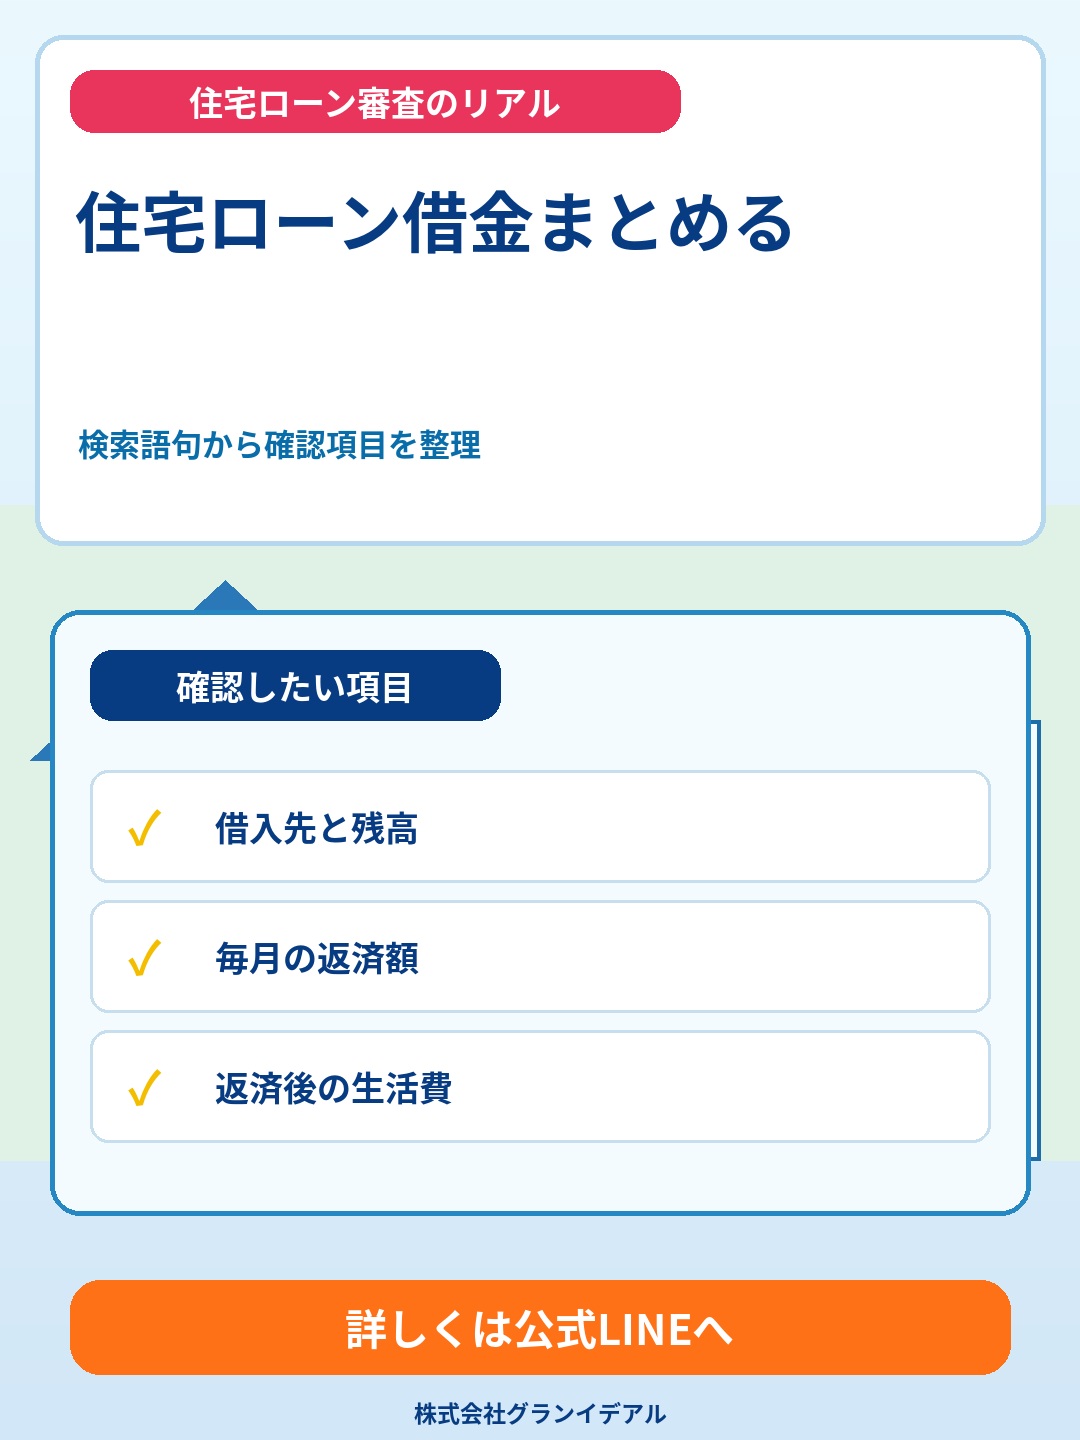 住宅ローン審査のリアル
住宅ローン借金まとめる
検索語句から確認項目を整理
確認したい項目
✓ 借入先と残高
✓ 毎月の返済額
✓ 返済後の生活費
詳しくは公式LINEへ
株式会社グランイデアル